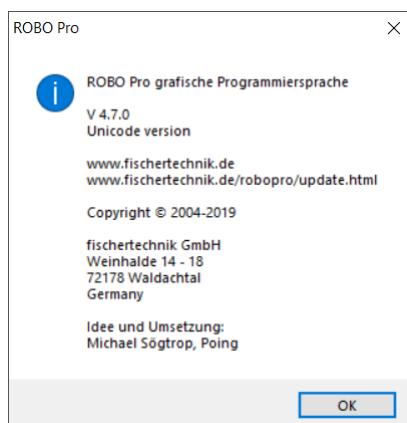 ROBO Pro
ROBO Pro grafische Programmiersprache
V 4.7.0
Unicode version
www.fischertechnik.de
www.fischertechnik.de/robopro/update.html
Copyright © 2004-2019
fischertechnik GmbH
Weinhalde 14 - 18
72178 Waldachtal
Germany
Idee und Umsetzung:
Michael Sögtrop, Poing
OK